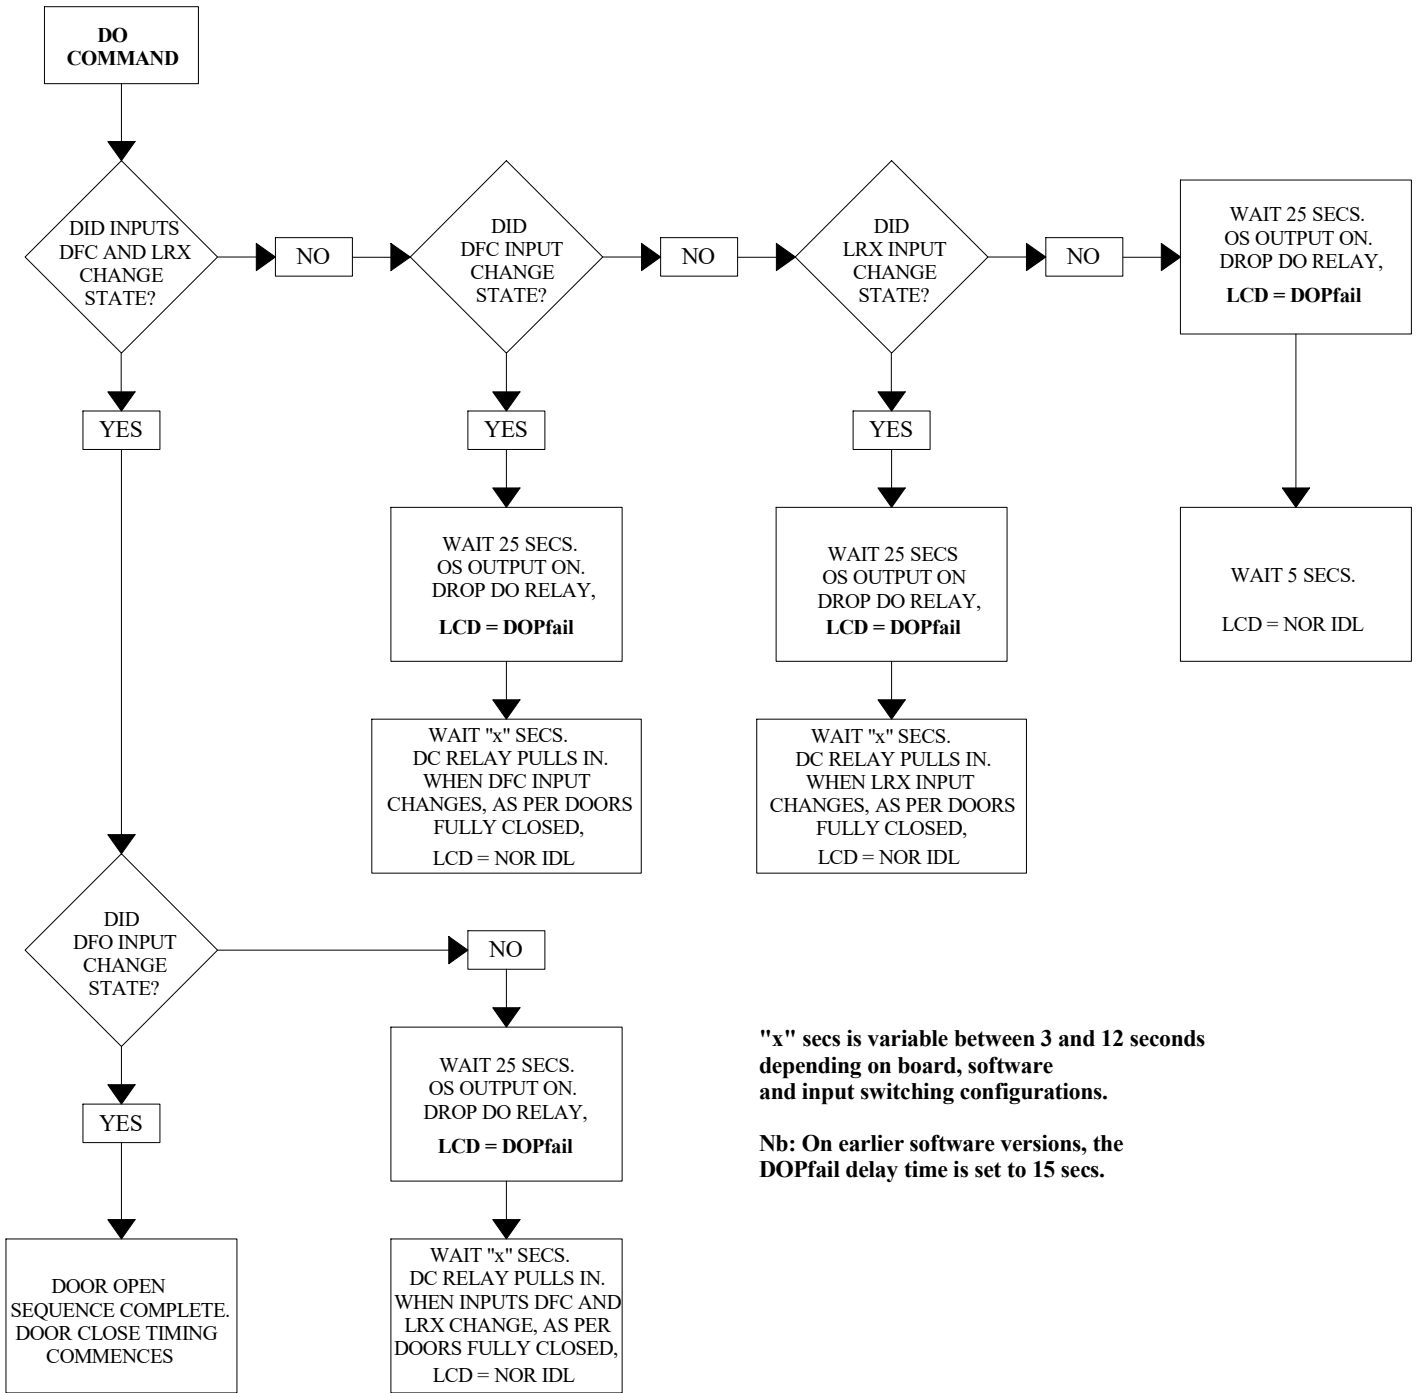 DO
COMMAND
DID INPUTS
DFC AND LRX
CHANGE
STATE?
NO
DID
DFC INPUT
CHANGE
STATE?
NO
DID
LRX INPUT
CHANGE
STATE?
NO
WAIT 25 SECS.
OS OUTPUT ON.
DROP DO RELAY,
LCD = DOPfail
YES
YES
YES
WAIT 25 SECS.
OS OUTPUT ON.
DROP DO RELAY,
LCD = DOPfail
WAIT 25 SECS
OS OUTPUT ON
DROP DO RELAY,
LCD = DOPfail
WAIT 5 SECS.
LCD = NOR IDL
WAIT "x" SECS.
DC RELAY PULLS IN.
WHEN DFC INPUT
CHANGES, AS PER DOORS
FULLY CLOSED,
LCD = NOR IDL
WAIT "x" SECS.
DC RELAY PULLS IN.
WHEN LRX INPUT
CHANGES, AS PER DOORS
FULLY CLOSED,
LCD = NOR IDL
DID
DFO INPUT
CHANGE
STATE?
NO
YES
WAIT 25 SECS.
OS OUTPUT ON.
DROP DO RELAY,
LCD = DOPfail
"x" secs is variable between 3 and 12 seconds
depending on board, software
and input switching configurations.
Nb: On earlier software versions, the
DOPfail delay time is set to 15 secs.
DOOR OPEN
SEQUENCE COMPLETE.
DOOR CLOSE TIMING
COMMENCES
WAIT "x" SECS.
DC RELAY PULLS IN.
WHEN INPUTS DFC AND
LRX CHANGE, AS PER
DOORS FULLY CLOSED,
LCD = NOR IDL